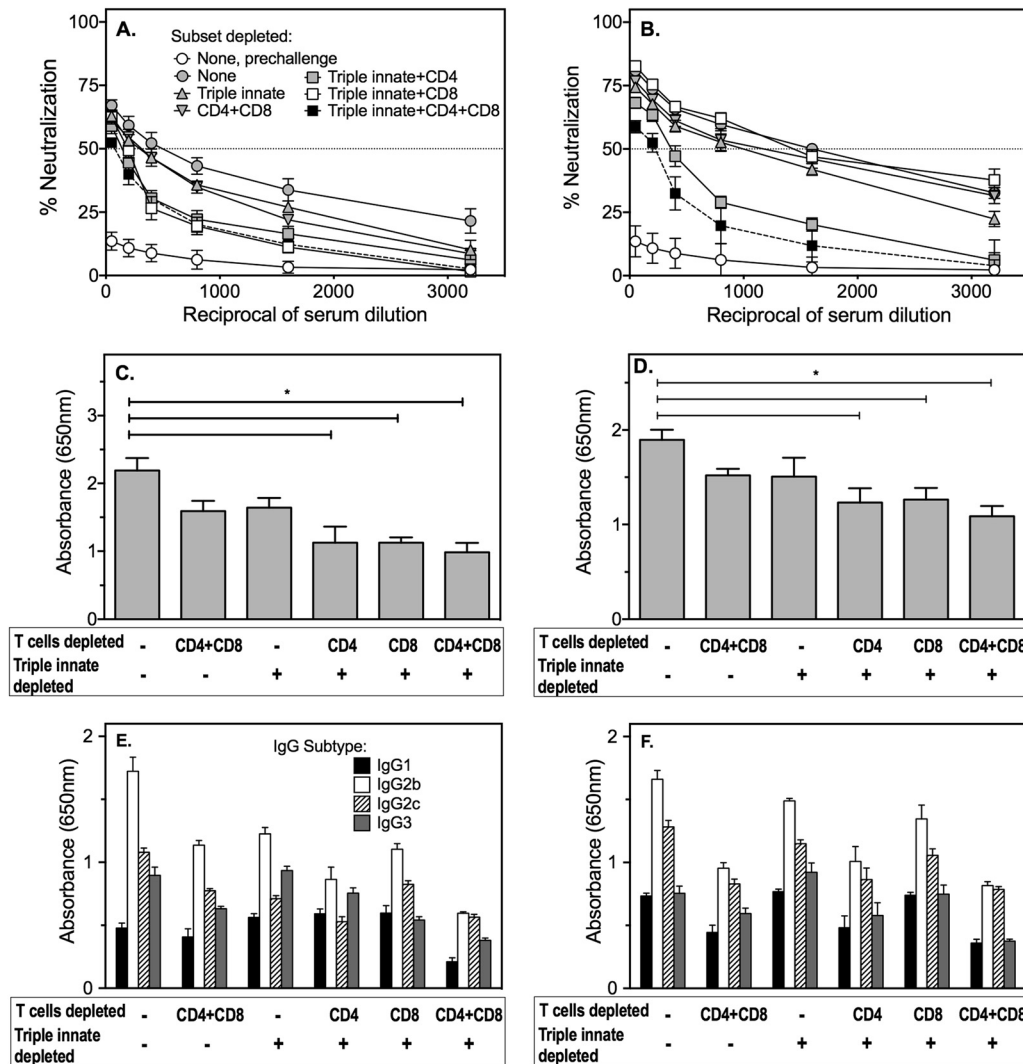 A.
Subset depleted:
None, prechallenge
None
Triple innate
CD4+CD8
Triple innate+CD4
Triple innate+CD8
Triple innate+CD4+CD8
% Neutralization
100
75
50
25
0
0 1000 2000 3000
Reciprocal of serum dilution
B.
% Neutralization
100
75
50
25
0
0 1000 2000 3000
Reciprocal of serum dilution
C.
*
Absorbance (650nm)
3
2
1
0
T cells depleted - CD4+CD8 - CD4 CD8 CD4+CD8
Triple innate
depleted - - + + + +
D.
*
Absorbance (650nm)
2
1
0
T cells depleted - CD4+CD8 - CD4 CD8 CD4+CD8
Triple innate
depleted - - + + + +
E.
IgG Subtype:
IgG1
IgG2b
IgG2c
IgG3
Absorbance (650nm)
2
1
0
T cells depleted - CD4+CD8 - CD4 CD8 CD4+CD8
Triple innate
depleted - - + + + +
F.
Absorbance (650nm)
2
1
0
T cells depleted - CD4+CD8 - CD4 CD8 CD4+CD8
Triple innate
depleted - - + + + +